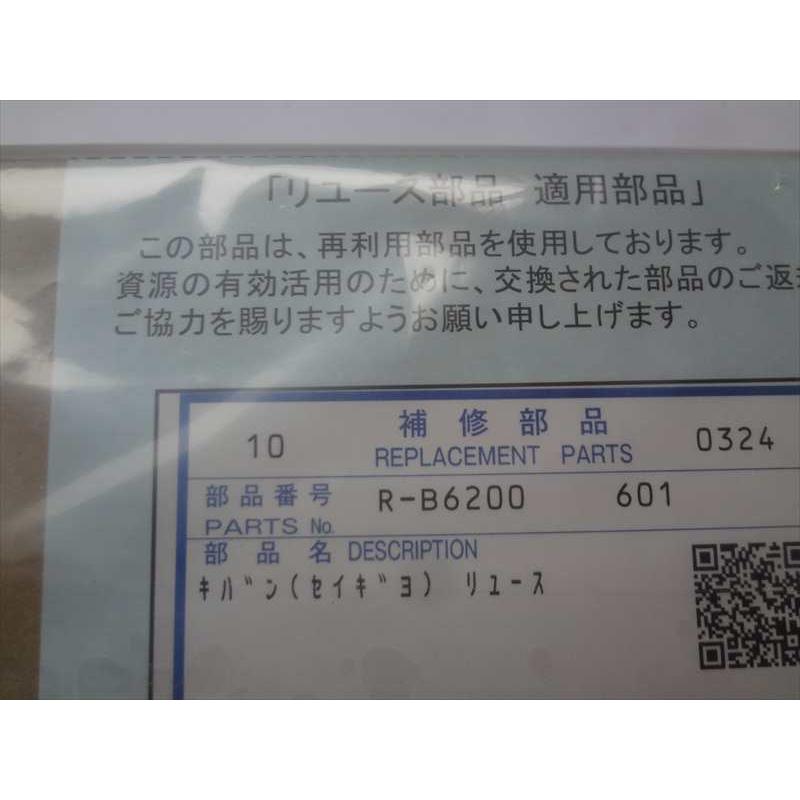 「リユース部品 適用部品」
この部品は、再利用部品を使用しております。
資源の有効活用のために、交換された部品のご返
ご協力を賜りますようお願い申し上げます。
10 補修部品 0324
REPLACEMENT PARTS
部品番号 R-B6200 601
PARTS No.
部品名 DESCRIPTION
ｷﾊﾞﾝ(ｾｲｷﾞﾖ) ﾘﾕｰｽ